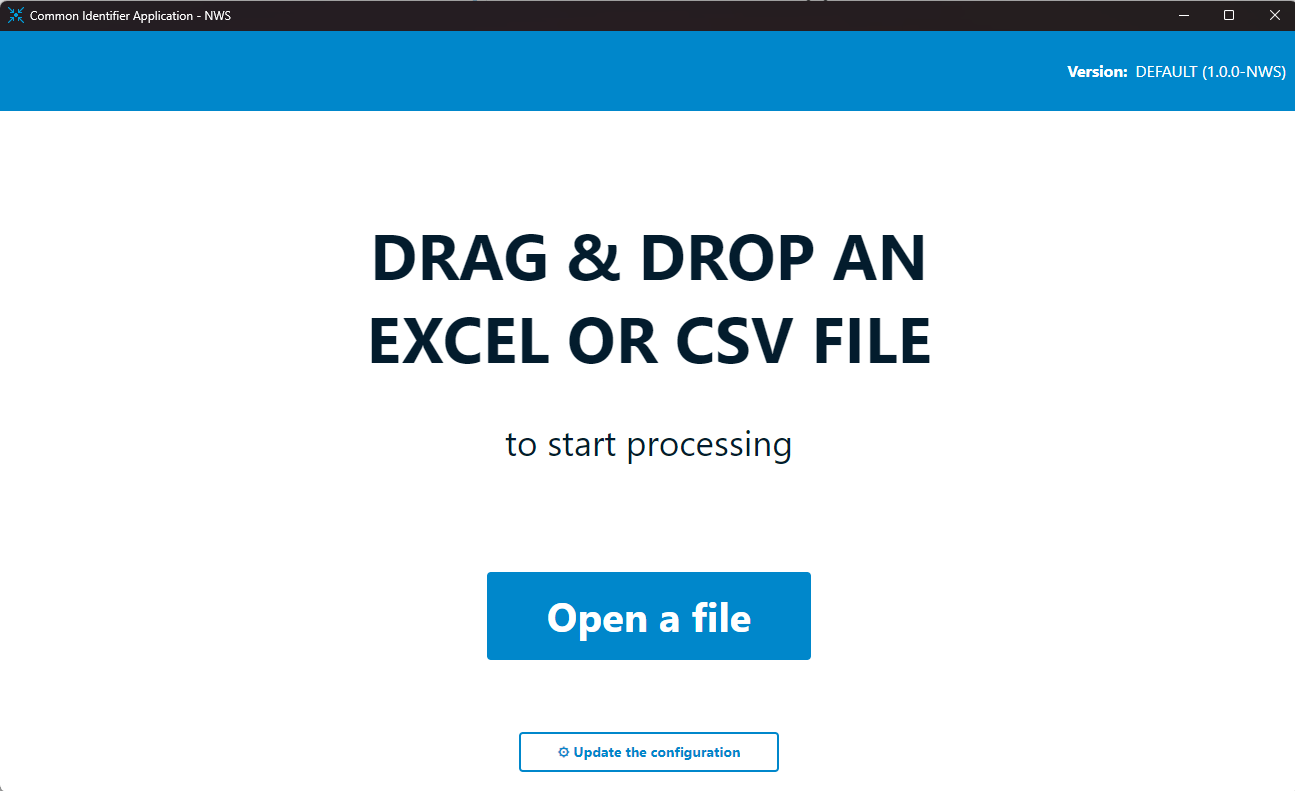 Common Identifier Application - NWS
Version: DEFAULT (1.0.0-NWS)
DRAG & DROP AN
EXCEL OR CSV FILE
to start processing
Open a file
⚙ Update the configuration